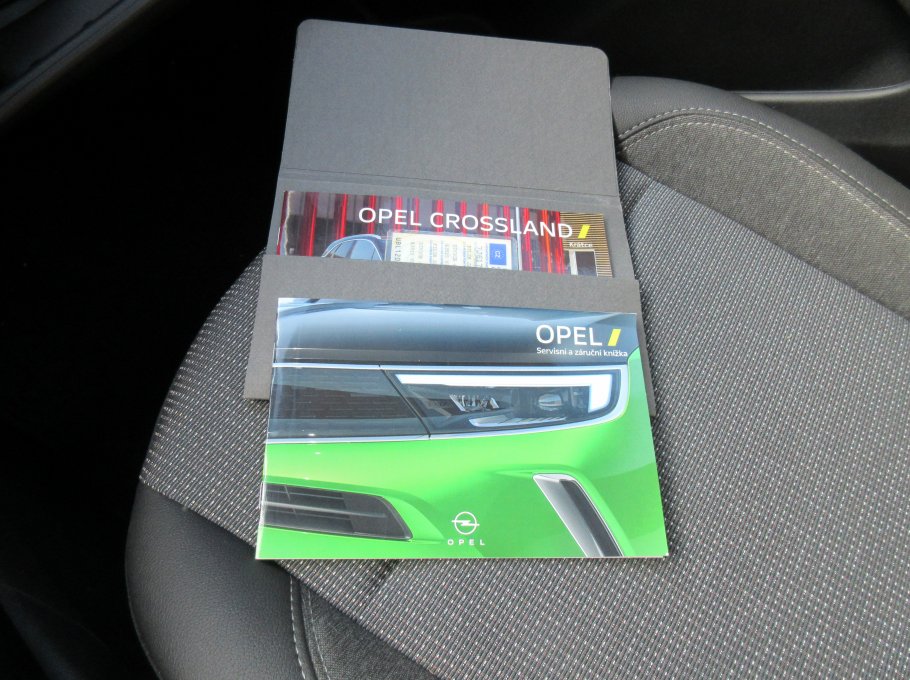 OPEL CROSSLAND
Krátce
OPEL
Servisní a záruční knížka
OPEL